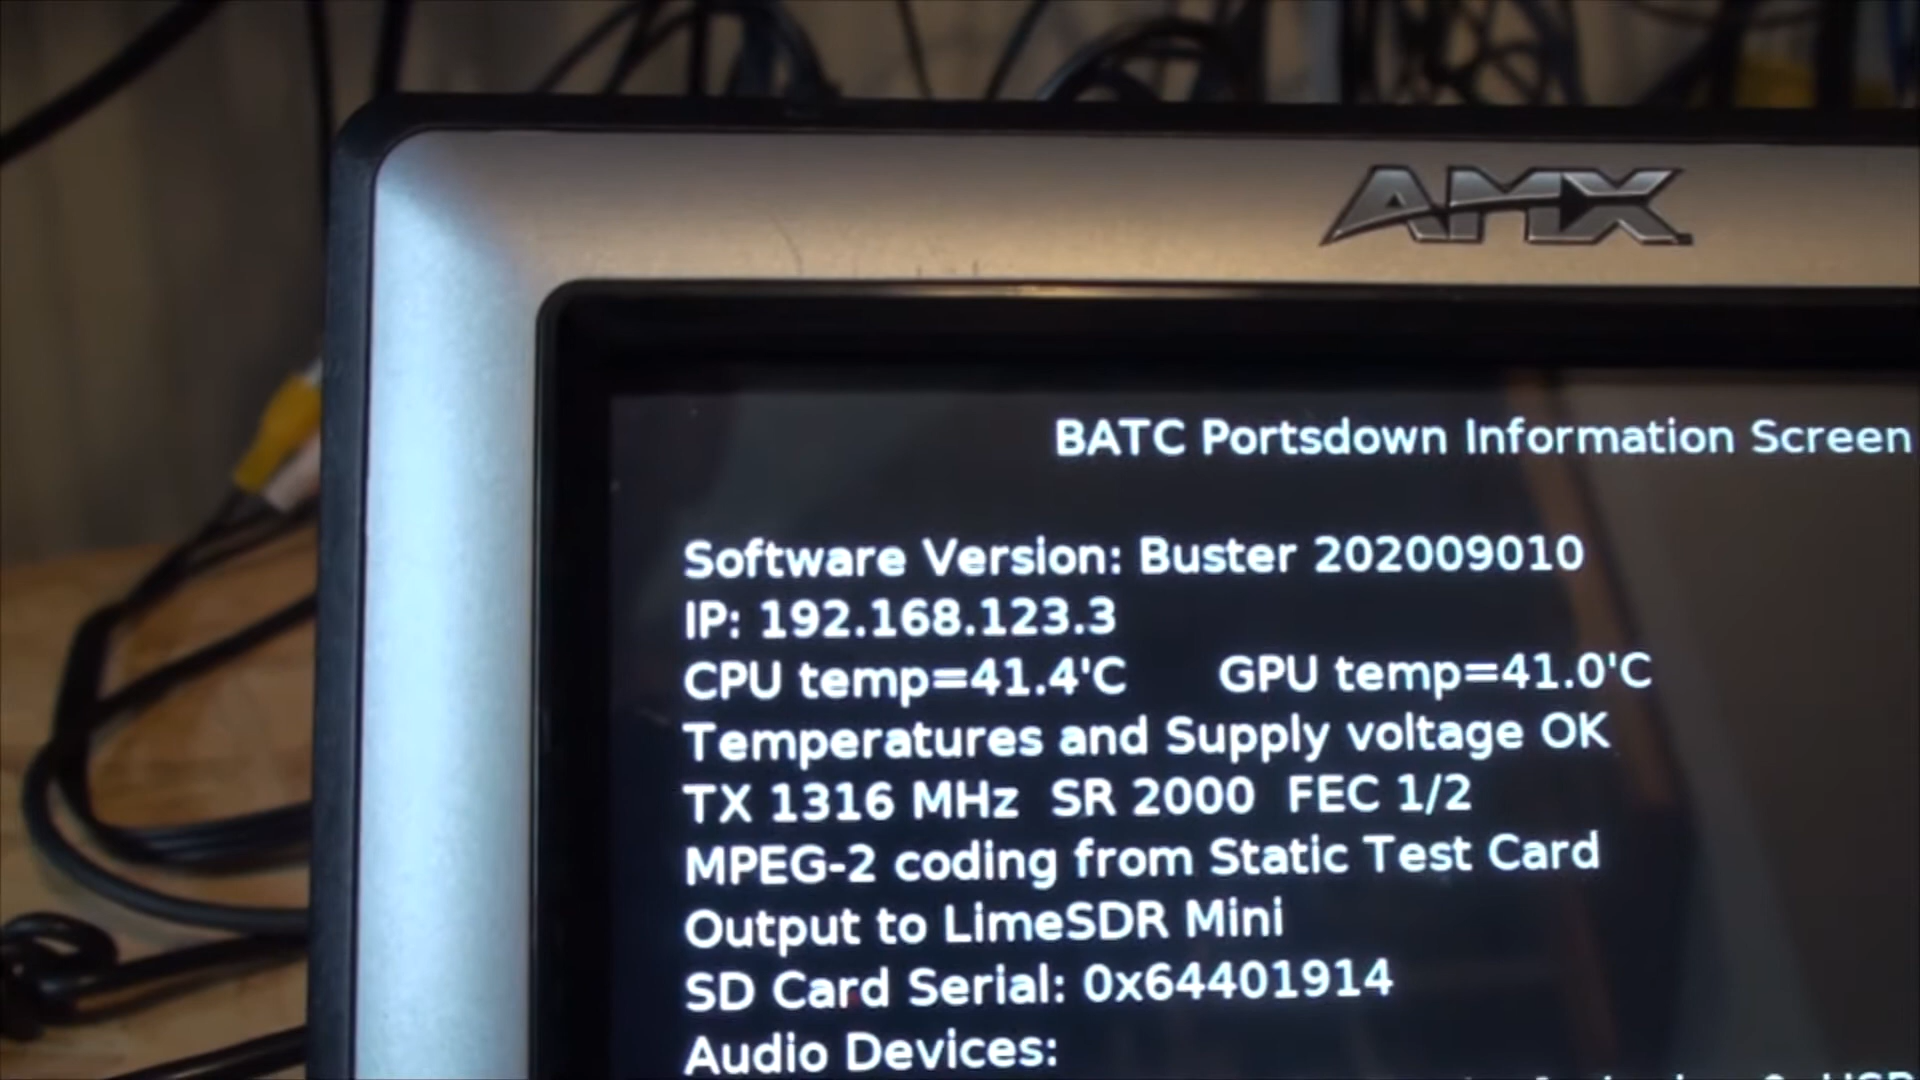 AMX
BATC Portsdown Information Screen
Software Version: Buster 202009010
IP: 192.168.123.3
CPU temp=41.4'C GPU temp=41.0'C
Temperatures and Supply voltage OK
TX 1316 MHz SR 2000 FEC 1/2
MPEG-2 coding from Static Test Card
Output to LimeSDR Mini
SD Card Serial: 0x64401914
Audio Devices: